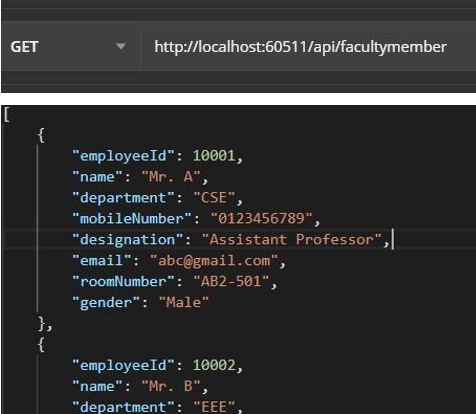 GET http://localhost:60511/api/facultymember
[
{
"employeeId": 10001,
"name": "Mr. A",
"department": "CSE",
"mobileNumber": "0123456789",
"designation": "Assistant Professor",
"email": "abc@gmail.com",
"roomNumber": "AB2-501",
"gender": "Male"
},
{
"employeeId": 10002,
"name": "Mr. B",
"department": "EEE",